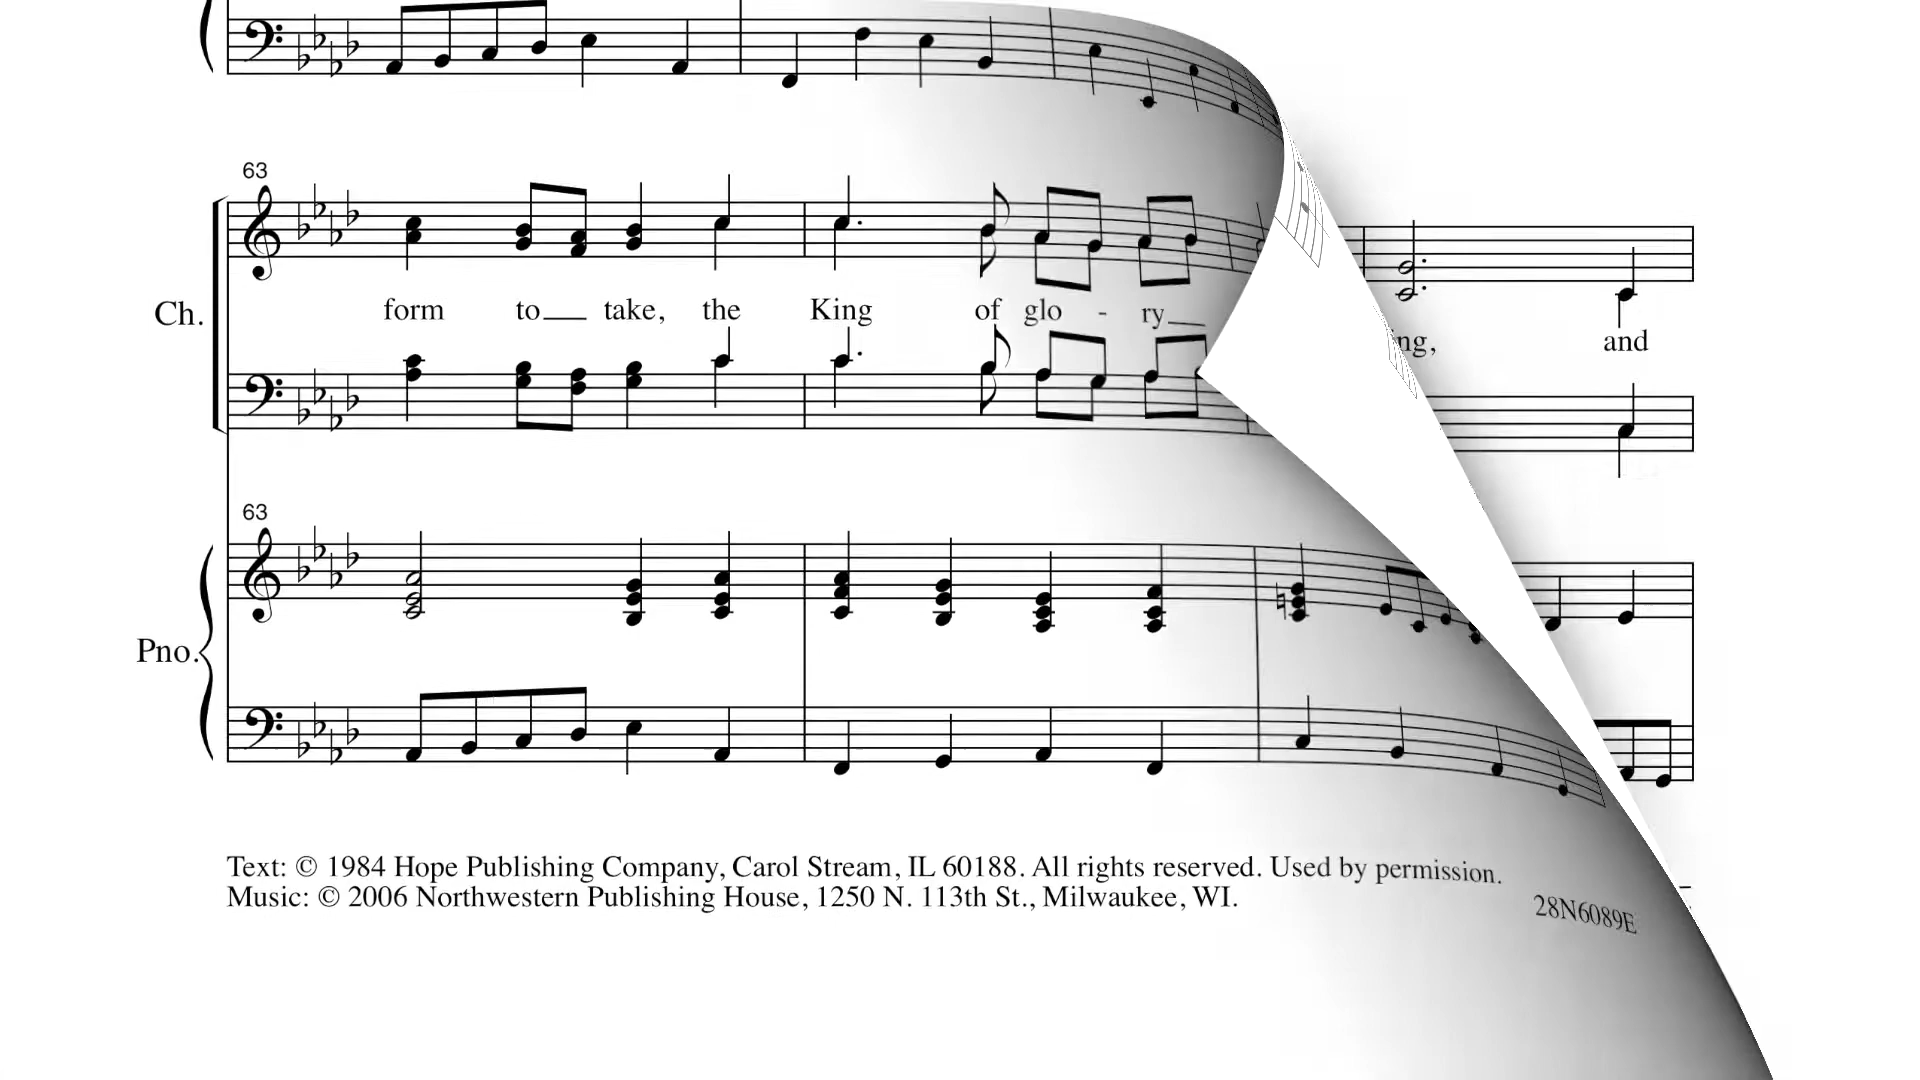 63
Ch.
form to take, the King of glo - ry
ng,
and
63
Pno.
Text: © 1984 Hope Publishing Company, Carol Stream, IL 60188. All rights reserved. Used by permission.
Music: © 2006 Northwestern Publishing House, 1250 N. 113th St., Milwaukee, WI.
28N6089E